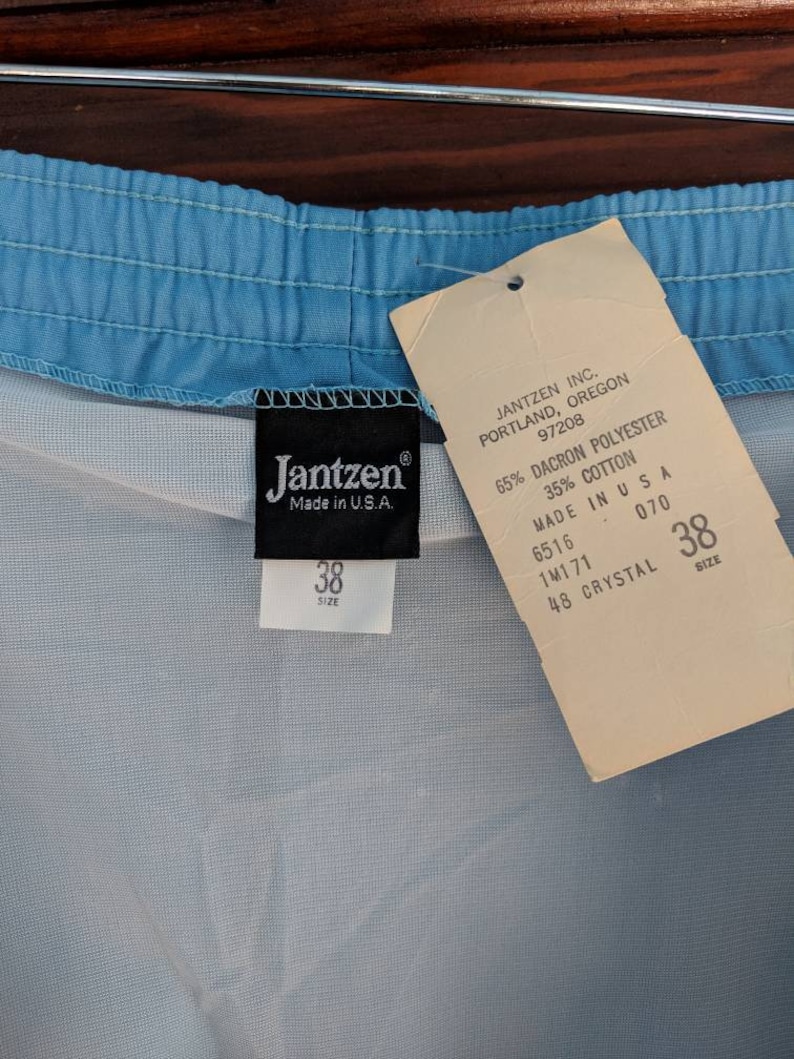 Jantzen®
Made in U.S.A.
38
SIZE
JANTZEN INC.
PORTLAND, OREGON
97208
65% DACRON POLYESTER
35% COTTON
MADE IN U S A
6516 070
1M171 38
48 CRYSTAL SIZE